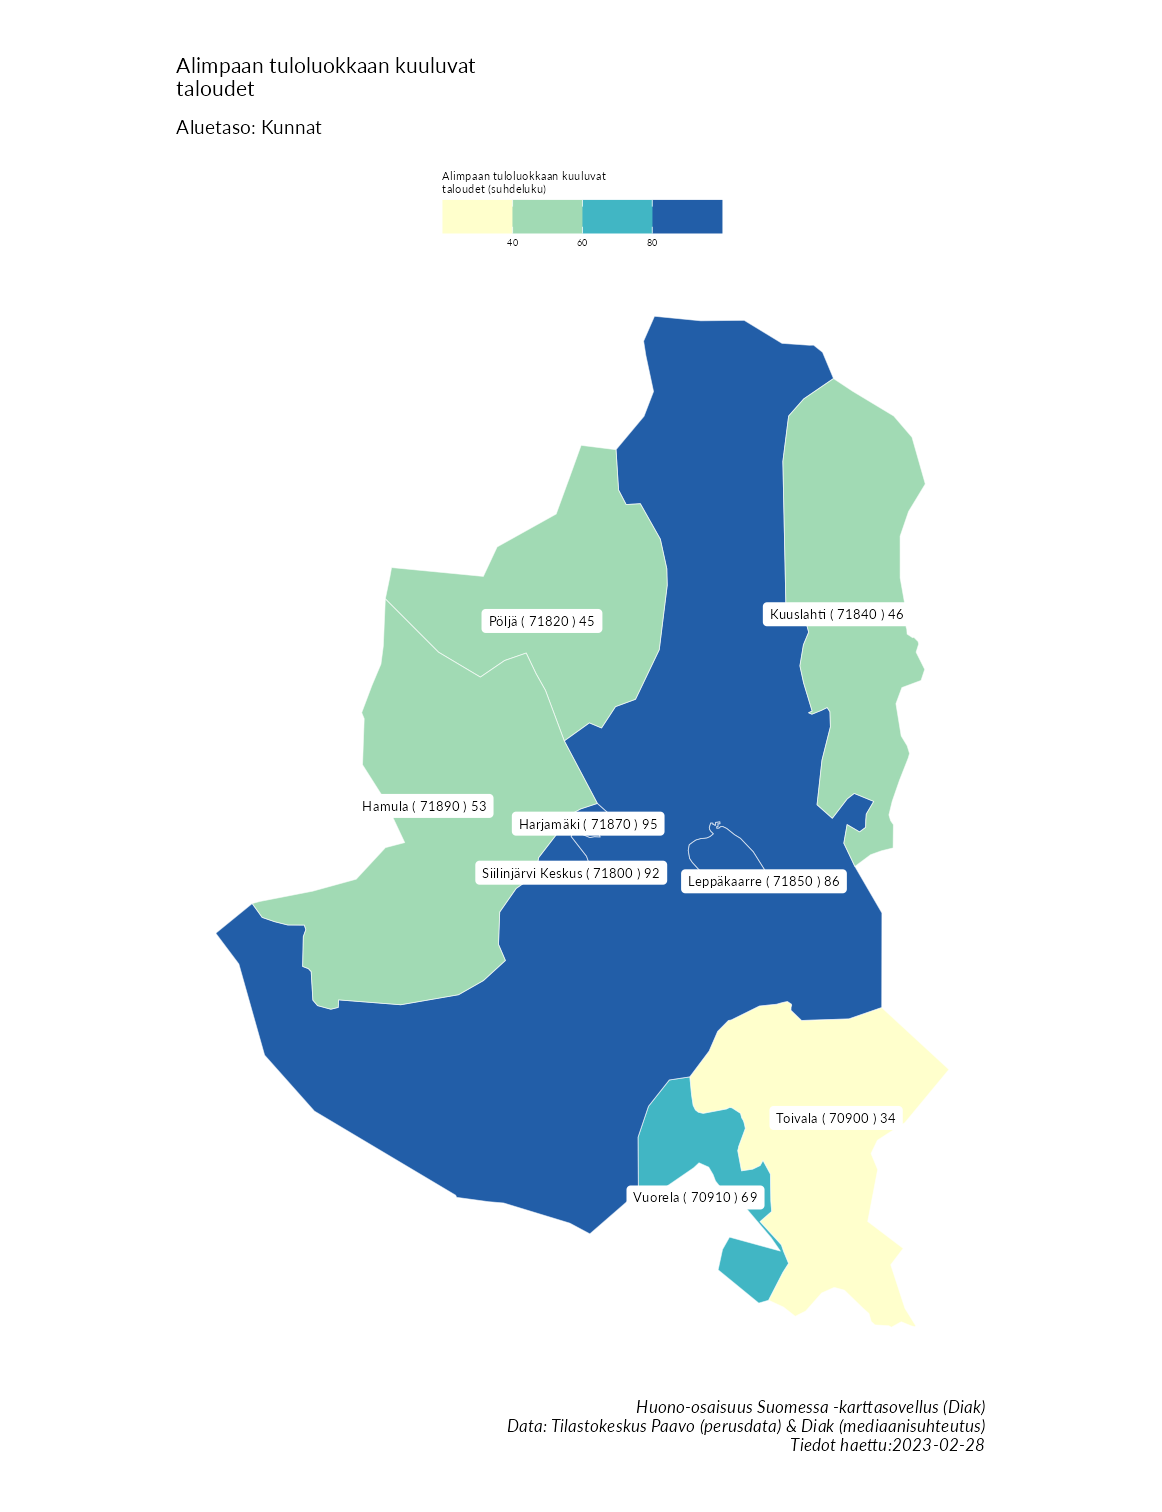 Alimpaan tuloluokkaan kuuluvat
taloudet
Aluetaso: Kunnat
Alimpaan tuloluokkaan kuuluvat
taloudet (suhdeluku)
40 60 80
Kuuslahti ( 71840 ) 46
Pöljä ( 71820 ) 45
Hamula ( 71890 ) 53
Harjamäki ( 71870 ) 95
Siilinjärvi Keskus ( 71800 ) 92
Leppäkaarre ( 71850 ) 86
Toivala ( 70900 ) 34
Vuorela ( 70910 ) 69
Huono-osaisuus Suomessa -karttasovellus (Diak)
Data: Tilastokeskus Paavo (perusdata) & Diak (mediaanisuhteutus)
Tiedot haettu:2023-02-28